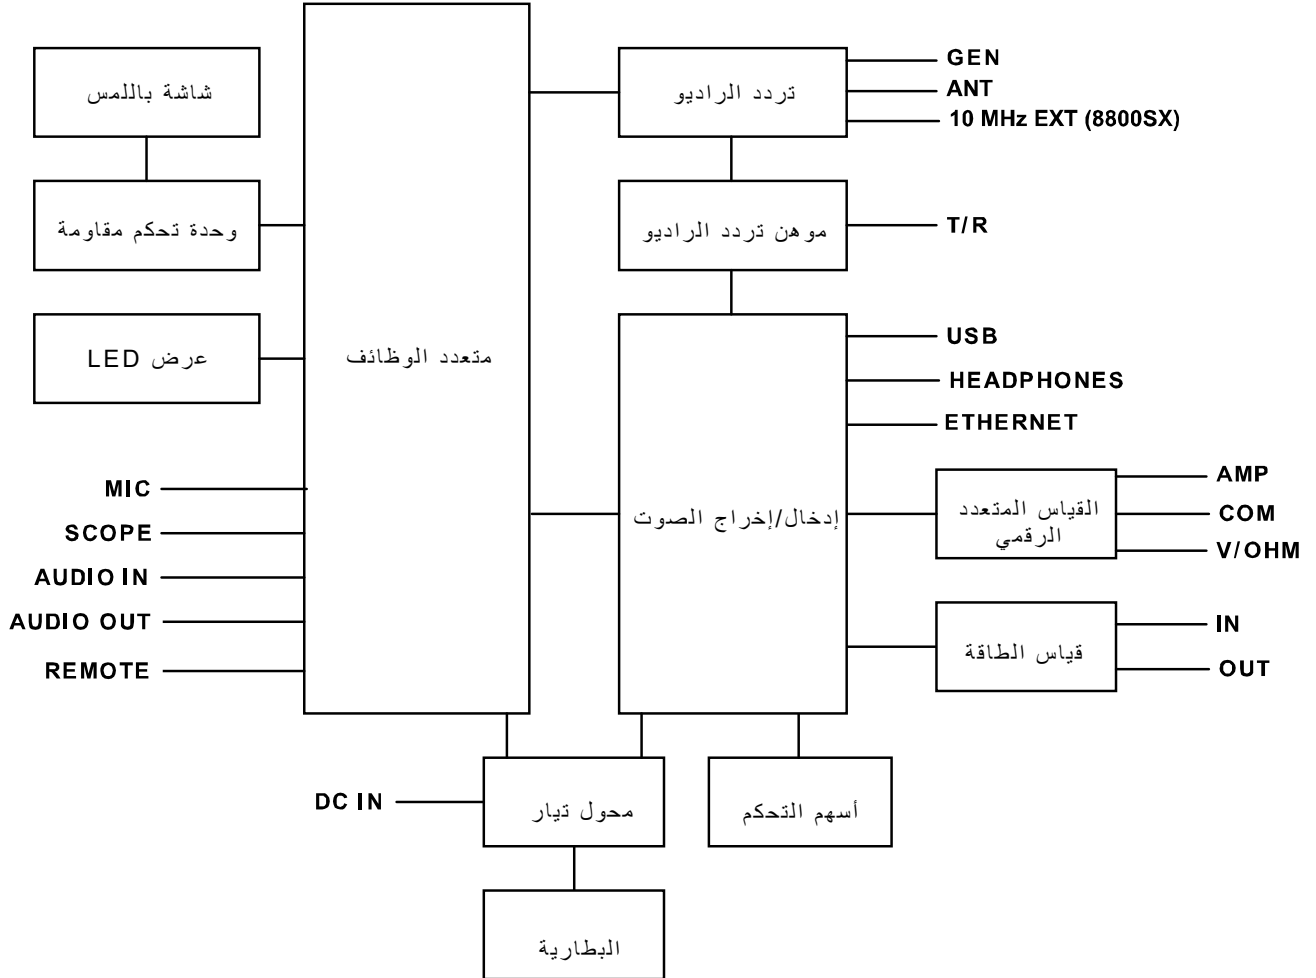 شاشة باللمس
وحدة تحكم مقاومة
عرض LED
متعدد الوظائف
MIC
SCOPE
AUDIO IN
AUDIO OUT
REMOTE
تردد الراديو
GEN
ANT
10 MHz EXT (8800SX)
موهن تردد الراديو
T/R
إدخال/إخراج الصوت
USB
HEADPHONES
ETHERNET
القياس المتعدد
الرقمي
AMP
COM
V/OHM
قياس الطاقة
IN
OUT
DC IN
محول تيار
أسهم التحكم
البطارية